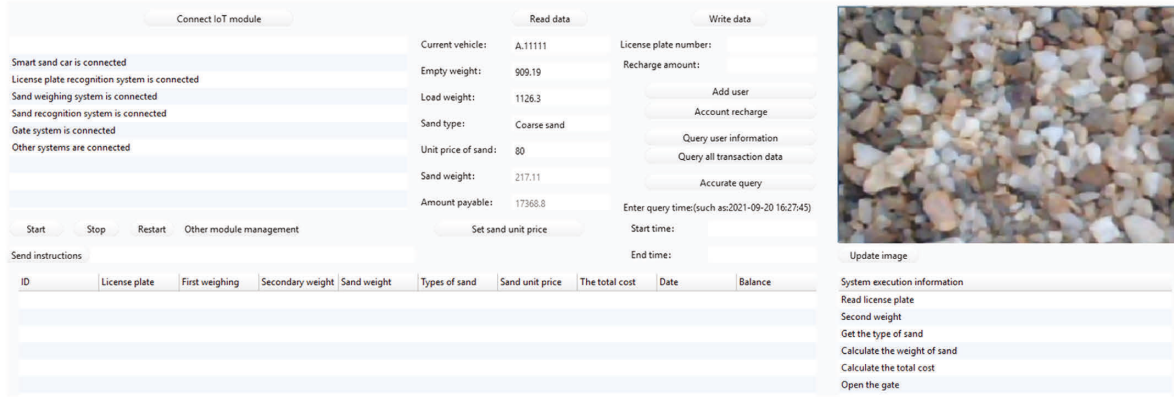 Connect IoT module
Read data
Write data
Smart sand car is connected
License plate recognition system is connected
Sand weighing system is connected
Sand recognition system is connected
Gate system is connected
Other systems are connected
Current vehicle: A.11111
Empty weight: 909.19
Load weight: 1126.3
Sand type: Coarse sand
Unit price of sand: 80
Sand weight: 217.11
Amount payable: 17368.8
License plate number:
Recharge amount:
Add user
Account recharge
Query user information
Query all transaction data
Accurate query
Enter query time:(such as:2021-09-20 16:27:45)
Start Stop Restart Other module management
Set sand unit price
Start time:
Send instructions
End time:
Update image
ID License plate First weighing Secondary weight Sand weight Types of sand Sand unit price The total cost Date Balance
System execution information
Read license plate
Second weight
Get the type of sand
Calculate the weight of sand
Calculate the total cost
Open the gate